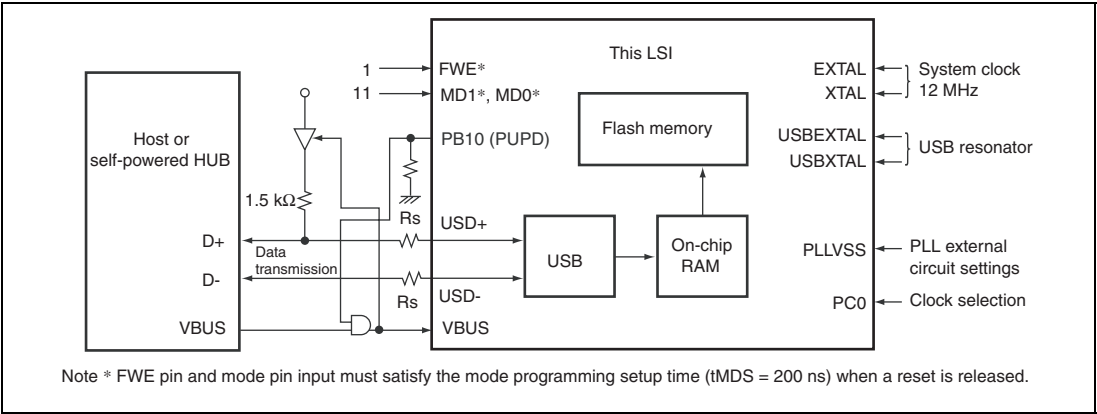 This LSI
1
FWE*
11
MD1*, MD0*
EXTAL
XTAL
System clock
12 MHz
Host or
self-powered HUB
PB10 (PUPD)
Flash memory
USBEXTAL
USBXTAL
USB resonator
1.5 kΩ
Rs
USD+
D+
Data
transmission
USB
On-chip
RAM
PLLVSS
PLL external
circuit settings
D-
Rs
USD-
PC0
Clock selection
VBUS
VBUS
Note * FWE pin and mode pin input must satisfy the mode programming setup time (tMDS = 200 ns) when a reset is released.